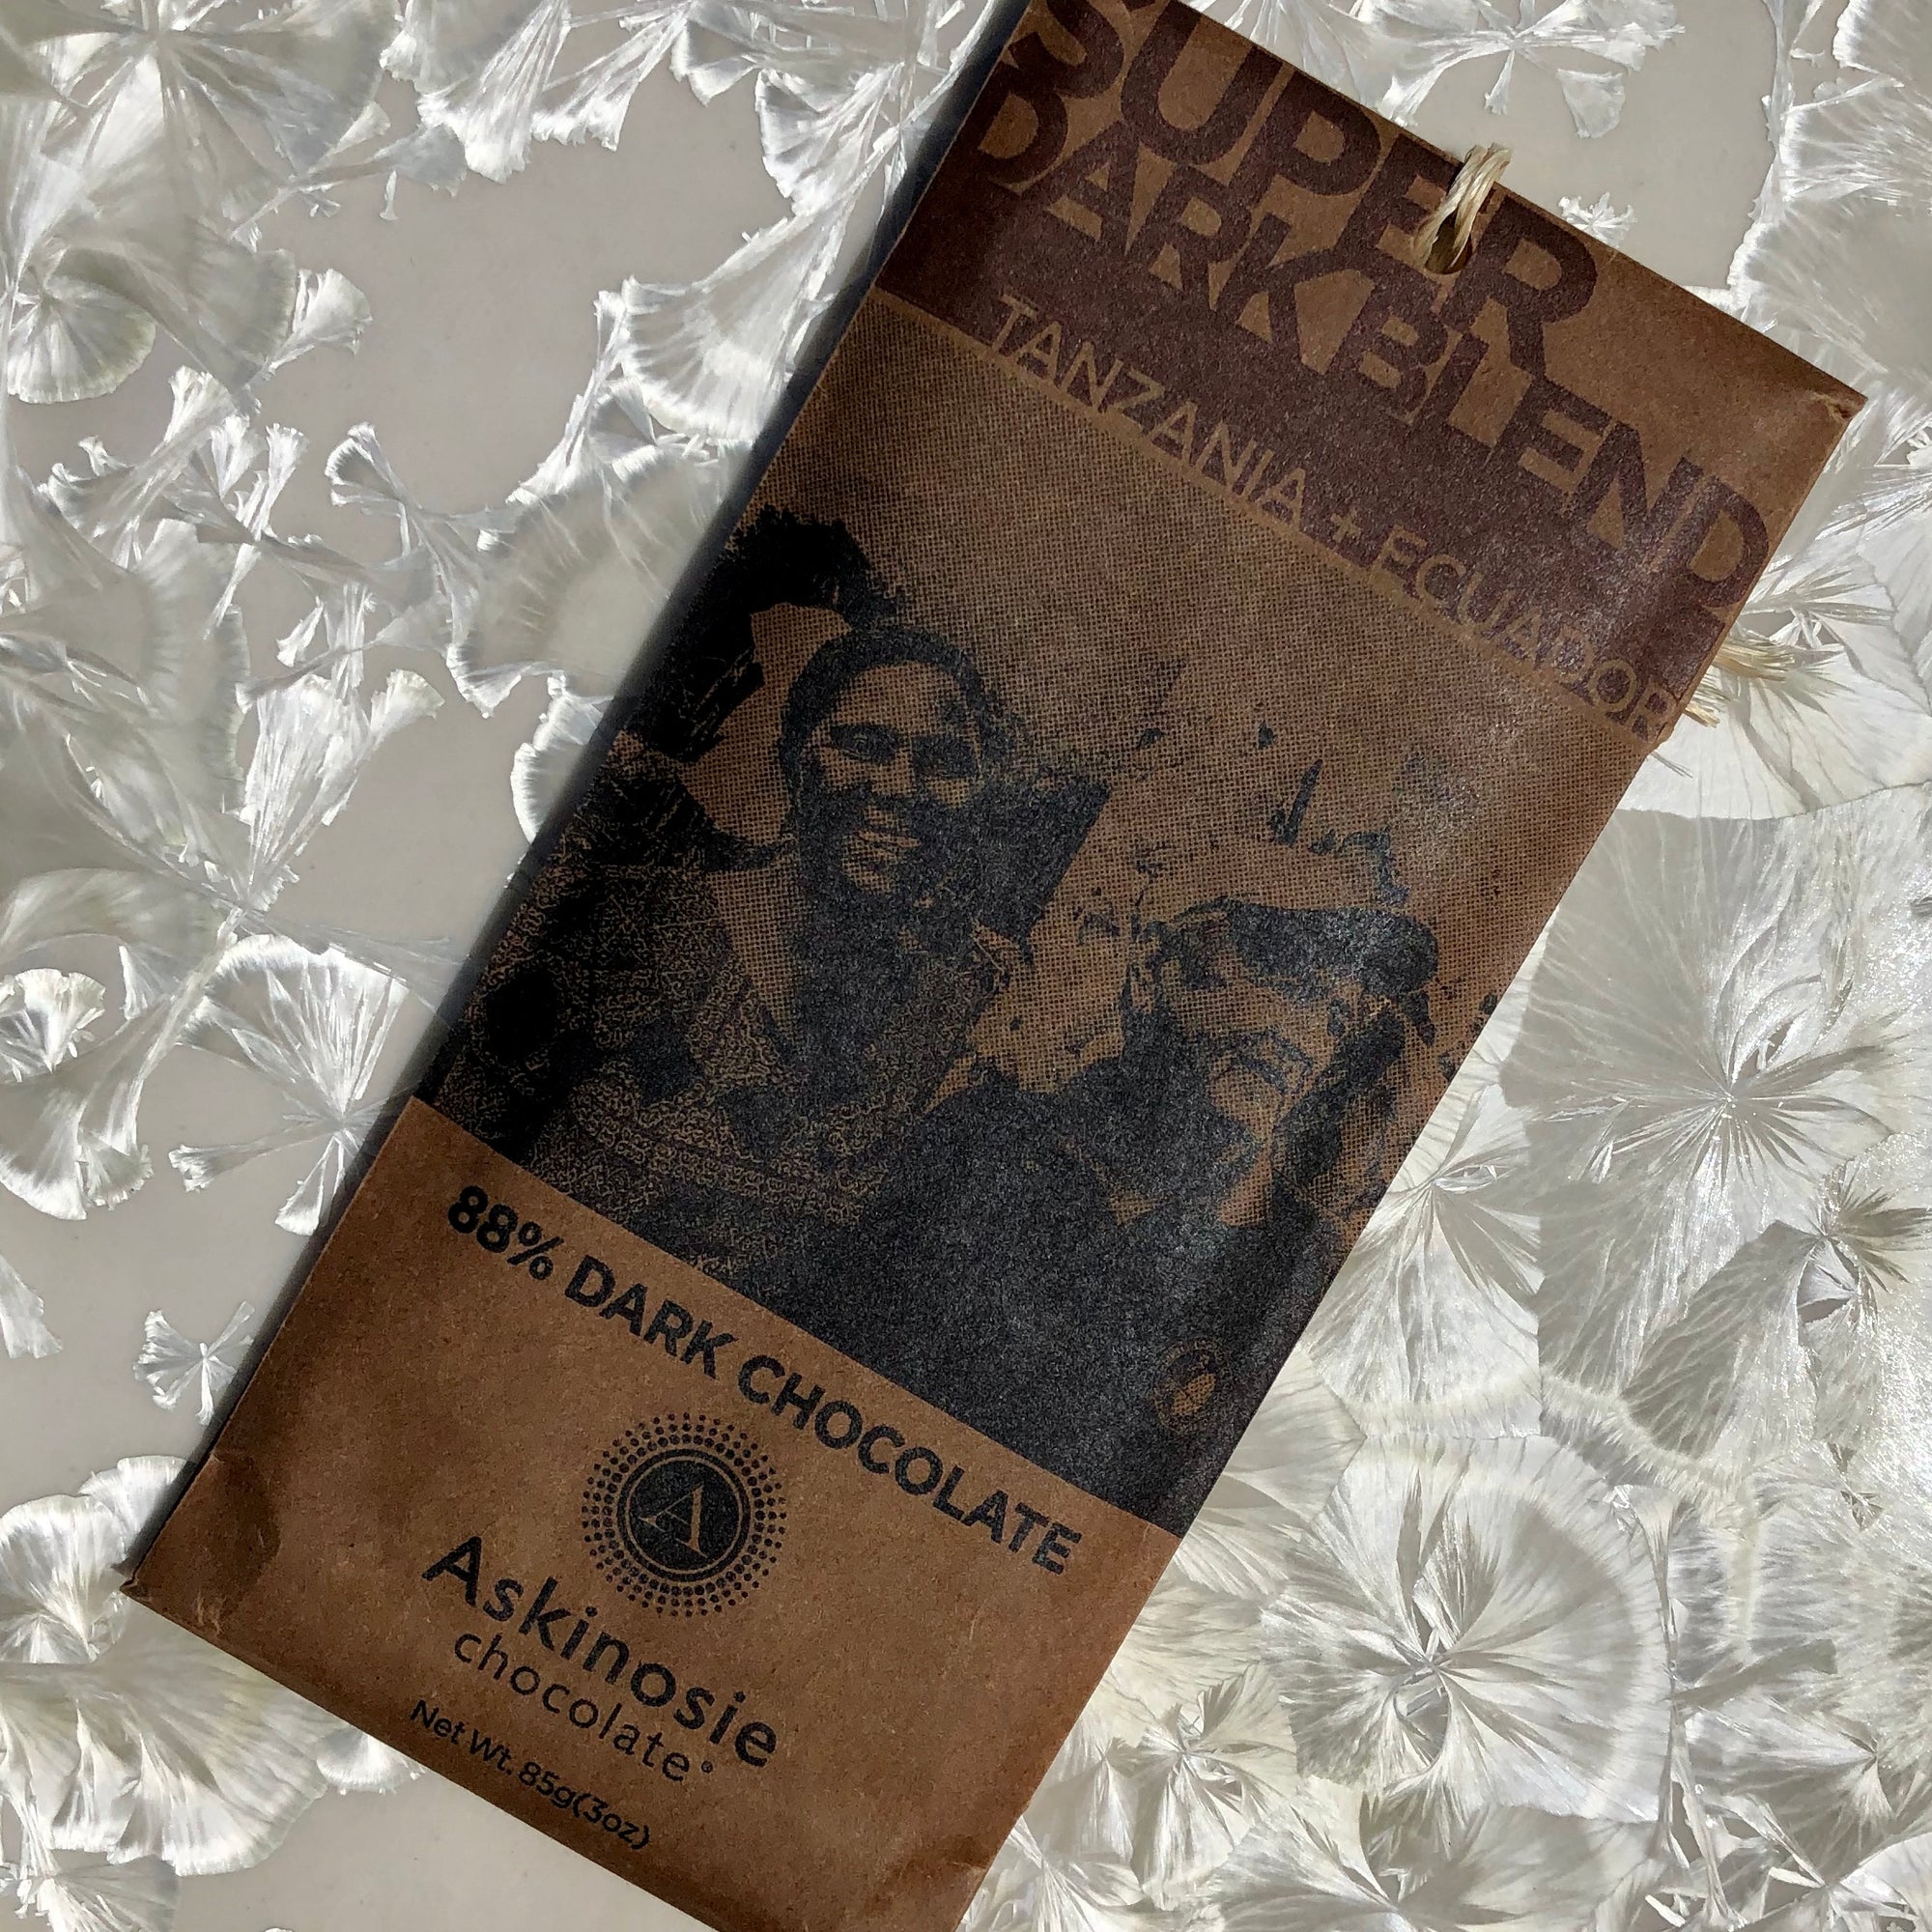 SUPER
DARK BLEND
TANZANIA + ECUADOR
88% DARK CHOCOLATE
A
Askinosie
chocolate®
Net Wt. 85g(3oz)